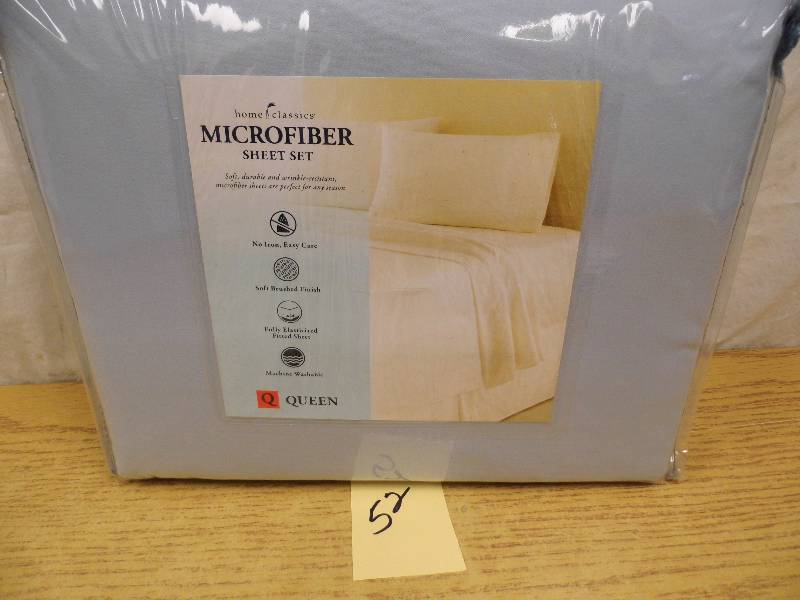 home classics®
MICROFIBER
SHEET SET
Soft, durable and wrinkle-resistant,
microfiber sheets are perfect for any season
No Iron, Easy Care
Soft Brushed Finish
Fully Elasticized
Fitted Sheet
Machine Washable
Q QUEEN
52